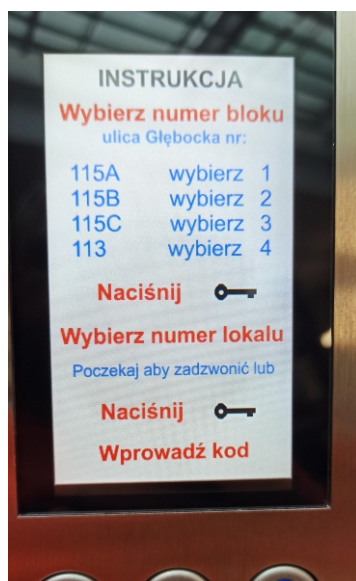 INSTRUKCJA
Wybierz numer bloku
ulica Głębocka nr:
115A wybierz 1
115B wybierz 2
115C wybierz 3
113 wybierz 4
Naciśnij
Wybierz numer lokalu
Poczekaj aby zadzwonić lub
Naciśnij
Wprowadź kod